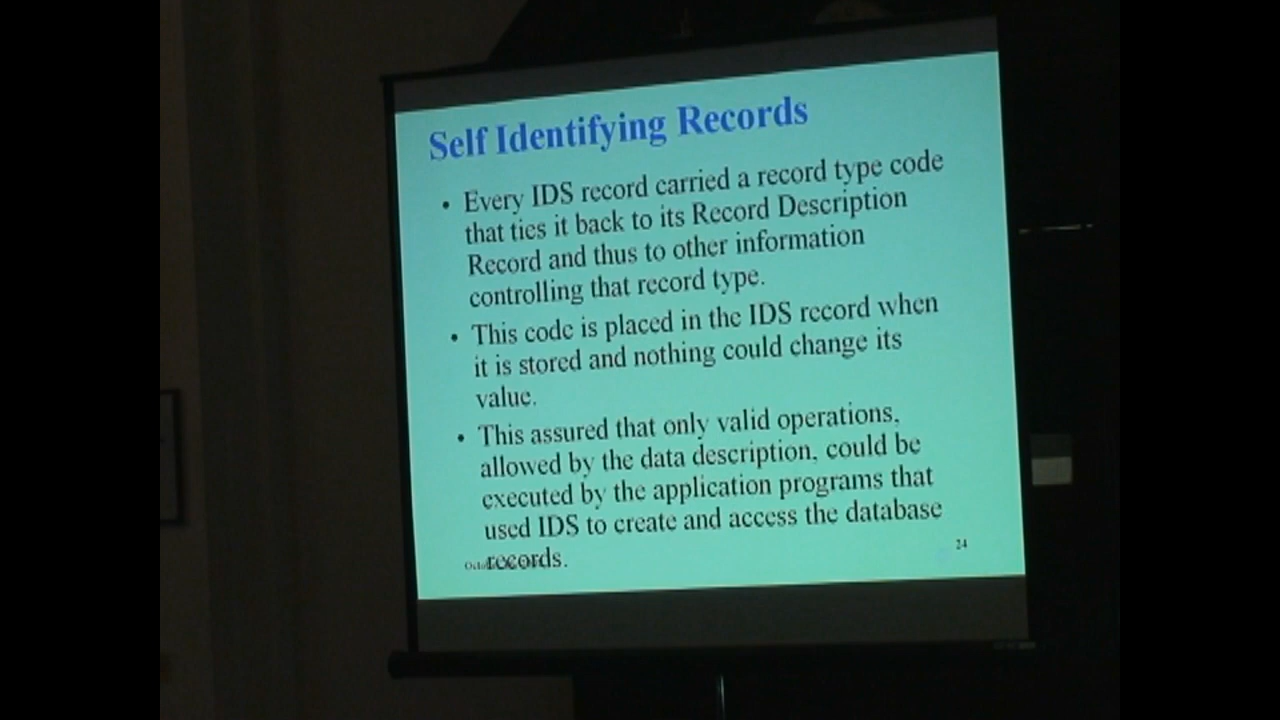 Self Identifying Records
• Every IDS record carried a record type code
that ties it back to its Record Description
Record and thus to other information
controlling that record type.
• This code is placed in the IDS record when
it is stored and nothing could change its
value.
• This assured that only valid operations,
allowed by the data description, could be
executed by the application programs that
used IDS to create and access the database
records.
24